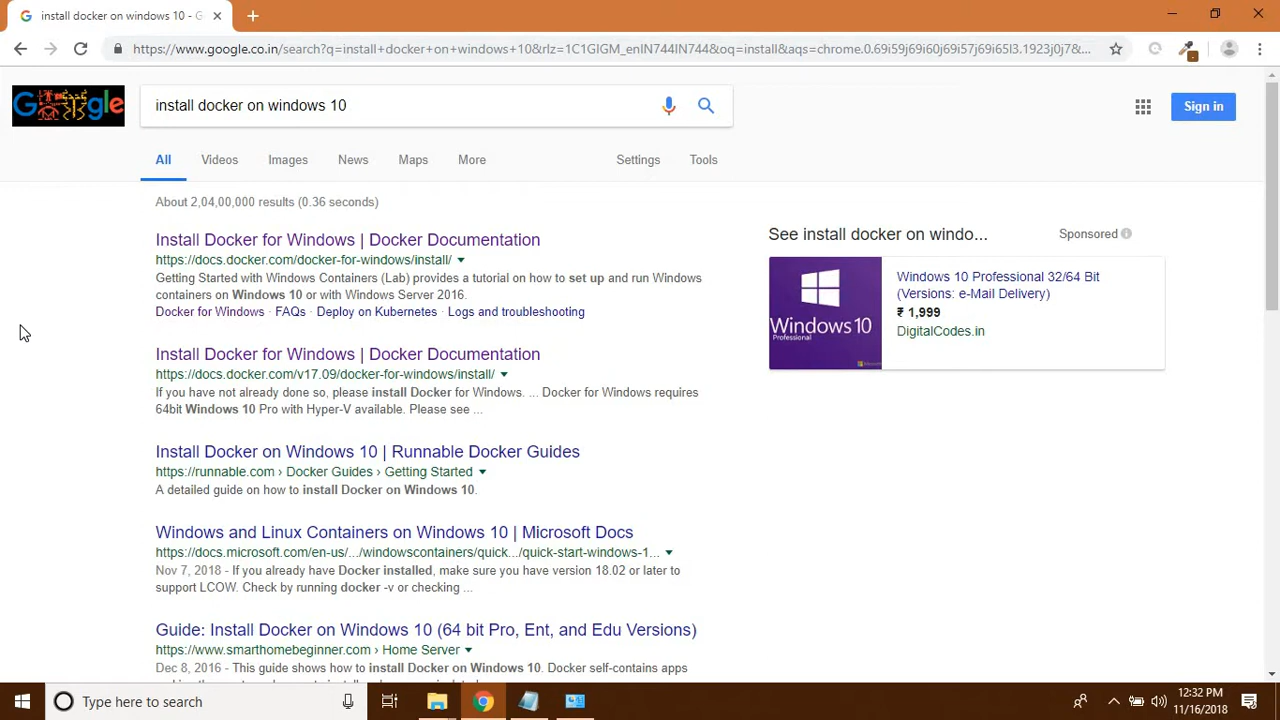 install docker on windows 10 - G
https://www.google.co.in/search?q=install+docker+on+windows+10&rlz=1C1GIGM_enIN744IN744&oq=install&aqs=chrome.0.69i59j69i60j69i57j69i65l3.1923j0j7&...
Google
install docker on windows 10
Sign in
All Videos Images News Maps More Settings Tools
About 2,04,00,000 results (0.36 seconds)
Install Docker for Windows | Docker Documentation
https://docs.docker.com/docker-for-windows/install/
Getting Started with Windows Containers (Lab) provides a tutorial on how to set up and run Windows
containers on Windows 10 or with Windows Server 2016.
Docker for Windows · FAQs · Deploy on Kubernetes · Logs and troubleshooting
Install Docker for Windows | Docker Documentation
https://docs.docker.com/v17.09/docker-for-windows/install/
If you have not already done so, please install Docker for Windows. ... Docker for Windows requires
64bit Windows 10 Pro with Hyper-V available. Please see ...
Install Docker on Windows 10 | Runnable Docker Guides
https://runnable.com › Docker Guides › Getting Started
A detailed guide on how to install Docker on Windows 10.
Windows and Linux Containers on Windows 10 | Microsoft Docs
https://docs.microsoft.com/en-us/.../windowscontainers/quick.../quick-start-windows-1...
Nov 7, 2018 - If you already have Docker installed, make sure you have version 18.02 or later to
support LCOW. Check by running docker -v or checking ...
Guide: Install Docker on Windows 10 (64 bit Pro, Ent, and Edu Versions)
https://www.smarthomebeginner.com › Home Server
Dec 8, 2016 - This guide shows how to install Docker on Windows 10. Docker self-contains apps
See install docker on windo...
Sponsored
Windows 10
Professional
Windows 10 Professional 32/64 Bit
(Versions: e-Mail Delivery)
₹ 1,999
DigitalCodes.in
Type here to search
12:32 PM
11/16/2018